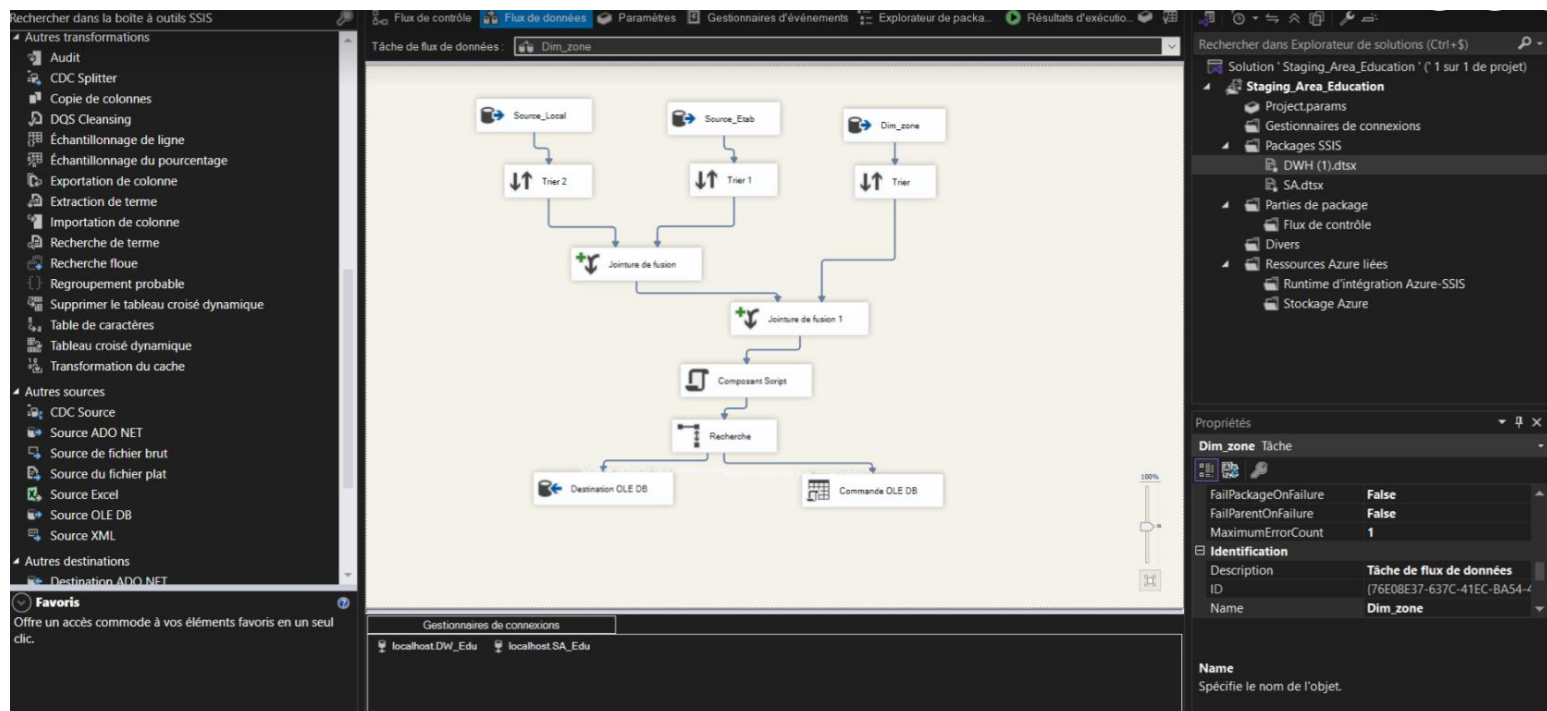 Rechercher dans la boîte à outils SSIS
Autres transformations
Audit
CDC Splitter
Copie de colonnes
DQS Cleansing
Échantillonnage de ligne
Échantillonnage du pourcentage
Exportation de colonne
Extraction de terme
Importation de colonne
Recherche de terme
Recherche floue
Regroupement probable
Supprimer le tableau croisé dynamique
Table de caractères
Tableau croisé dynamique
Transformation du cache
Autres sources
CDC Source
Source ADO NET
Source de fichier brut
Source du fichier plat
Source Excel
Source OLE DB
Source XML
Autres destinations
Destination ADO NET
Favoris
Offre un accès commode à vos éléments favoris en un seul
clic.
Flux de contrôle
Flux de données
Paramètres
Gestionnaires d'événements
Explorateur de packa...
Résultats d'exécutio...
Tâche de flux de données :
Dim_zone
Source_Local
Source_Etab
Dim_zone
Trier 2
Trier 1
Trier
Jointure de fusion
Jointure de fusion 1
Composant Script
Recherche
Destination OLE DB
Commande OLE DB
100%
Gestionnaires de connexions
localhost.DW_Edu
localhost.SA_Edu
Rechercher dans Explorateur de solutions (Ctrl+$)
Solution ' Staging_Area_Education ' (' 1 sur 1 de projet)
Staging_Area_Education
Project.params
Gestionnaires de connexions
Packages SSIS
DWH (1).dtsx
SA.dtsx
Parties de package
Flux de contrôle
Divers
Ressources Azure liées
Runtime d'intégration Azure-SSIS
Stockage Azure
Propriétés
Dim_zone Tâche
FailPackageOnFailure False
FailParentOnFailure False
MaximumErrorCount 1
Identification
Description Tâche de flux de données
ID {76E08E37-637C-41EC-BA54-4
Name Dim_zone
Name
Spécifie le nom de l'objet.